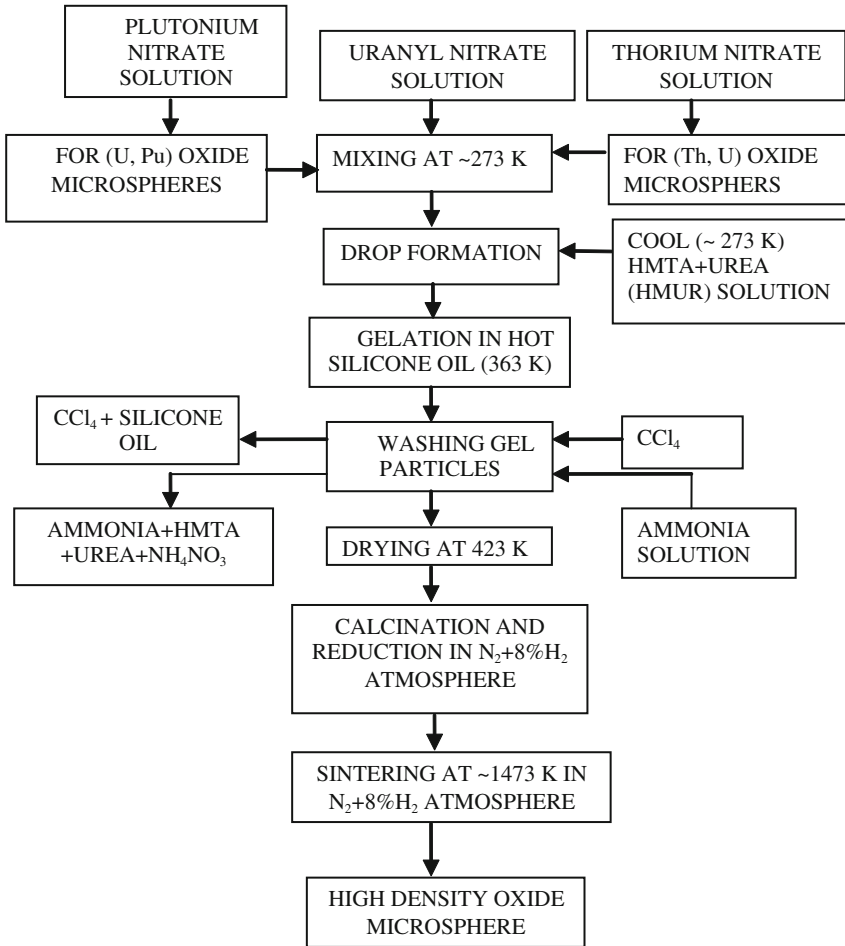 PLUTONIUM
NITRATE
SOLUTION
URANYL NITRATE
SOLUTION
THORIUM NITRATE
SOLUTION
FOR (U, Pu) OXIDE
MICROSPHERES
MIXING AT ~273 K
FOR (Th, U) OXIDE
MICROSPHERS
DROP FORMATION
COOL (~ 273 K)
HMTA+UREA
(HMUR) SOLUTION
GELATION IN HOT
SILICONE OIL (363 K)
CCl₄ + SILICONE
OIL
WASHING GEL
PARTICLES
CCl₄
AMMONIA+HMTA
+UREA+NH₄NO₃
AMMONIA
SOLUTION
DRYING AT 423 K
CALCINATION AND
REDUCTION IN N₂+8%H₂
ATMOSPHERE
SINTERING AT ~1473 K IN
N₂+8%H₂ ATMOSPHERE
HIGH DENSITY OXIDE
MICROSPHERE